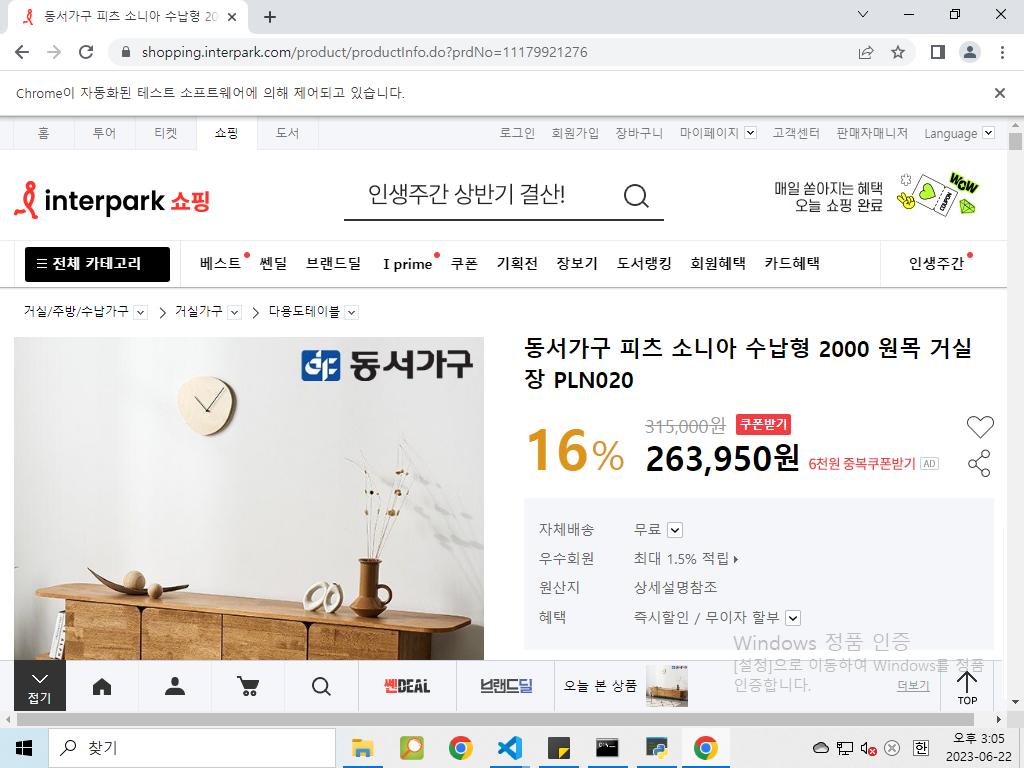 동서가구 피츠 소니아 수납형 20
shopping.interpark.com/product/productInfo.do?prdNo=11179921276
Chrome이 자동화된 테스트 소프트웨어에 의해 제어되고 있습니다.
홈 투어 티켓 쇼핑 도서 로그인 회원가입 장바구니 마이페이지 고객센터 판매자매니저 Language
interpark 쇼핑
인생주간 상반기 결산!
매일 쏟아지는 혜택
오늘 쇼핑 완료
WOW
COUPON
전체 카테고리 베스트 쎈딜 브랜드딜 I prime 쿠폰 기획전 장보기 도서랭킹 회원혜택 카드혜택 인생주간
거실/주방/수납가구 > 거실가구 > 다용도테이블
동서가구
동서가구 피츠 소니아 수납형 2000 원목 거실
장 PLN020
16%
315,000원 쿠폰받기
263,950원 6천원 중복쿠폰받기 AD
자체배송 무료
우수회원 최대 1.5% 적립
원산지 상세설명참조
혜택 즉시할인 / 무이자 할부
Windows 정품 인증
[설정]으로 이동하여 Windows를 정품
인증합니다.
접기
쎈DEAL
브랜드딜
오늘 본 상품
더보기
TOP
찾기
한
오후 3:05
2023-06-22